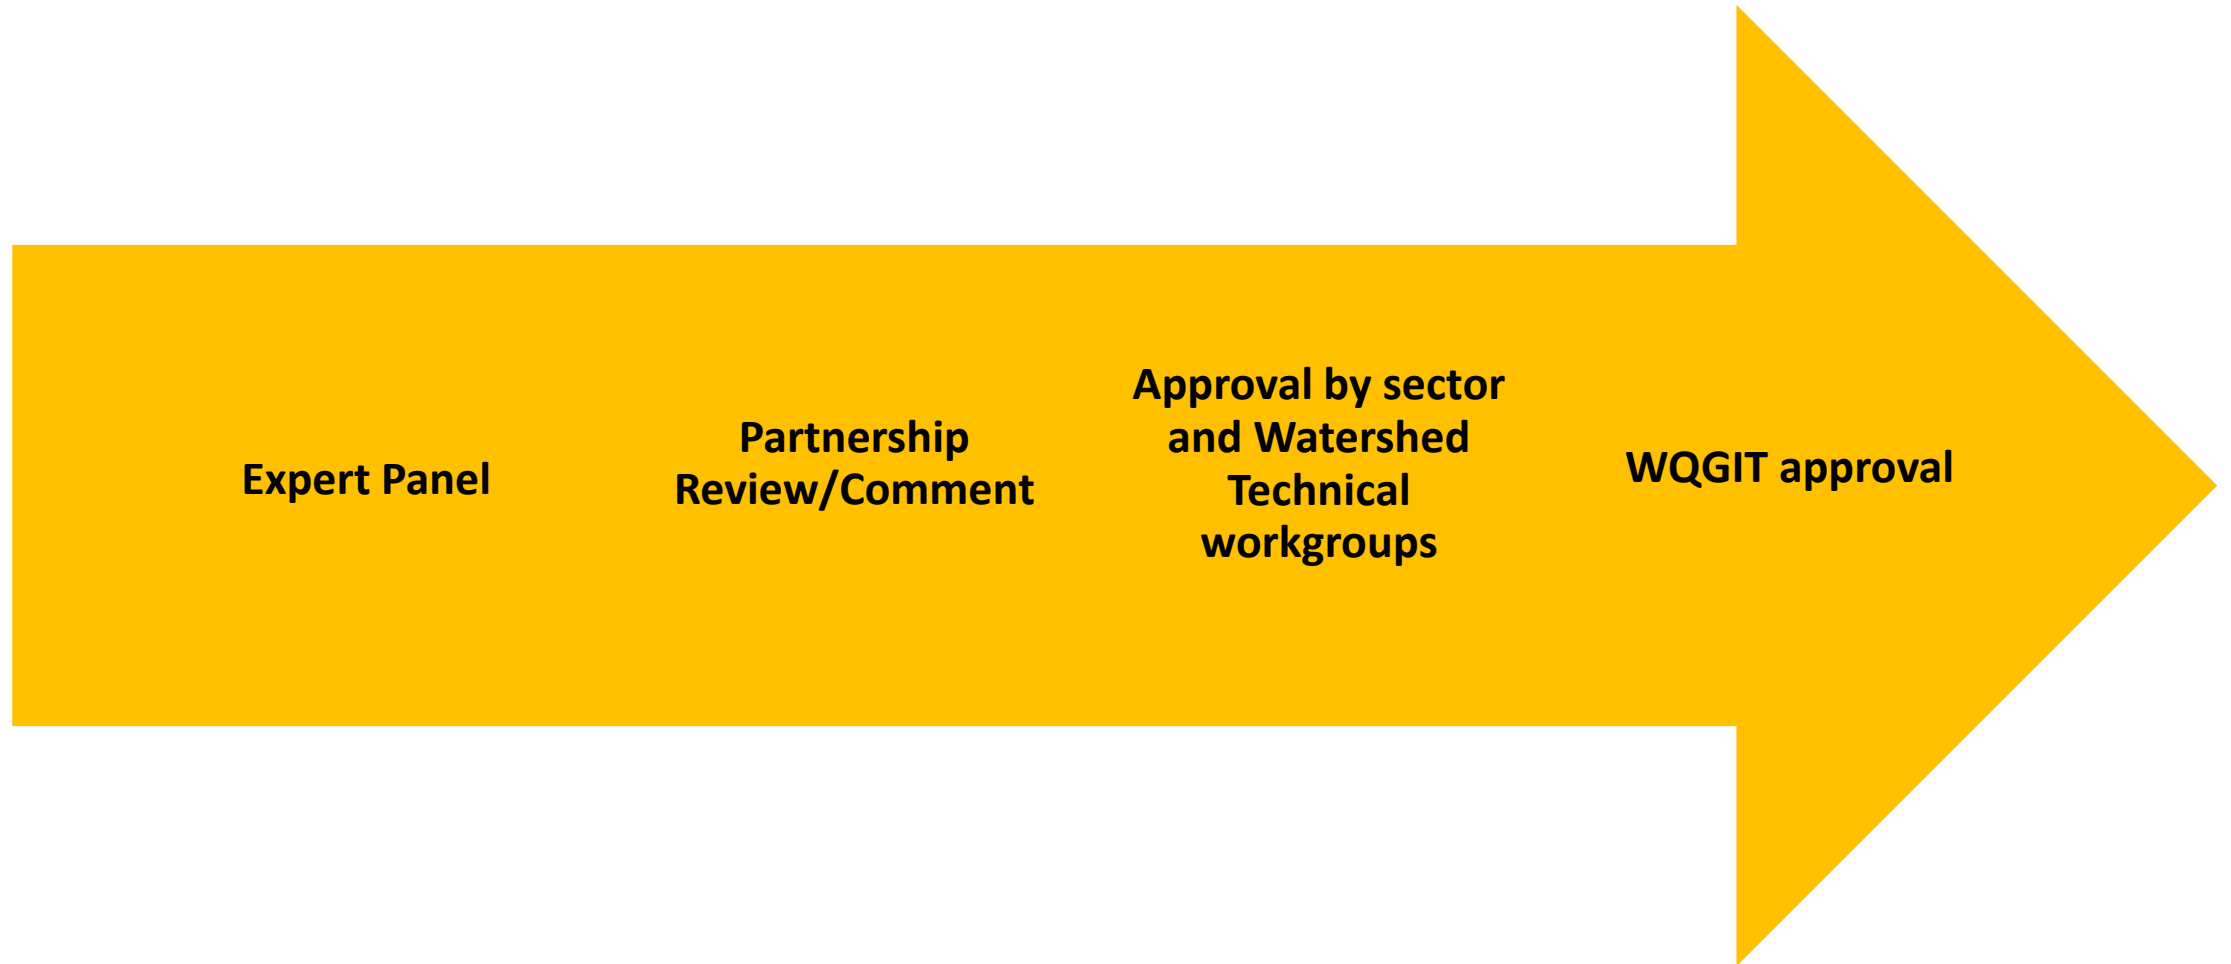 Expert Panel
Partnership
Review/Comment
Approval by sector
and Watershed
Technical
workgroups
WQGIT approval